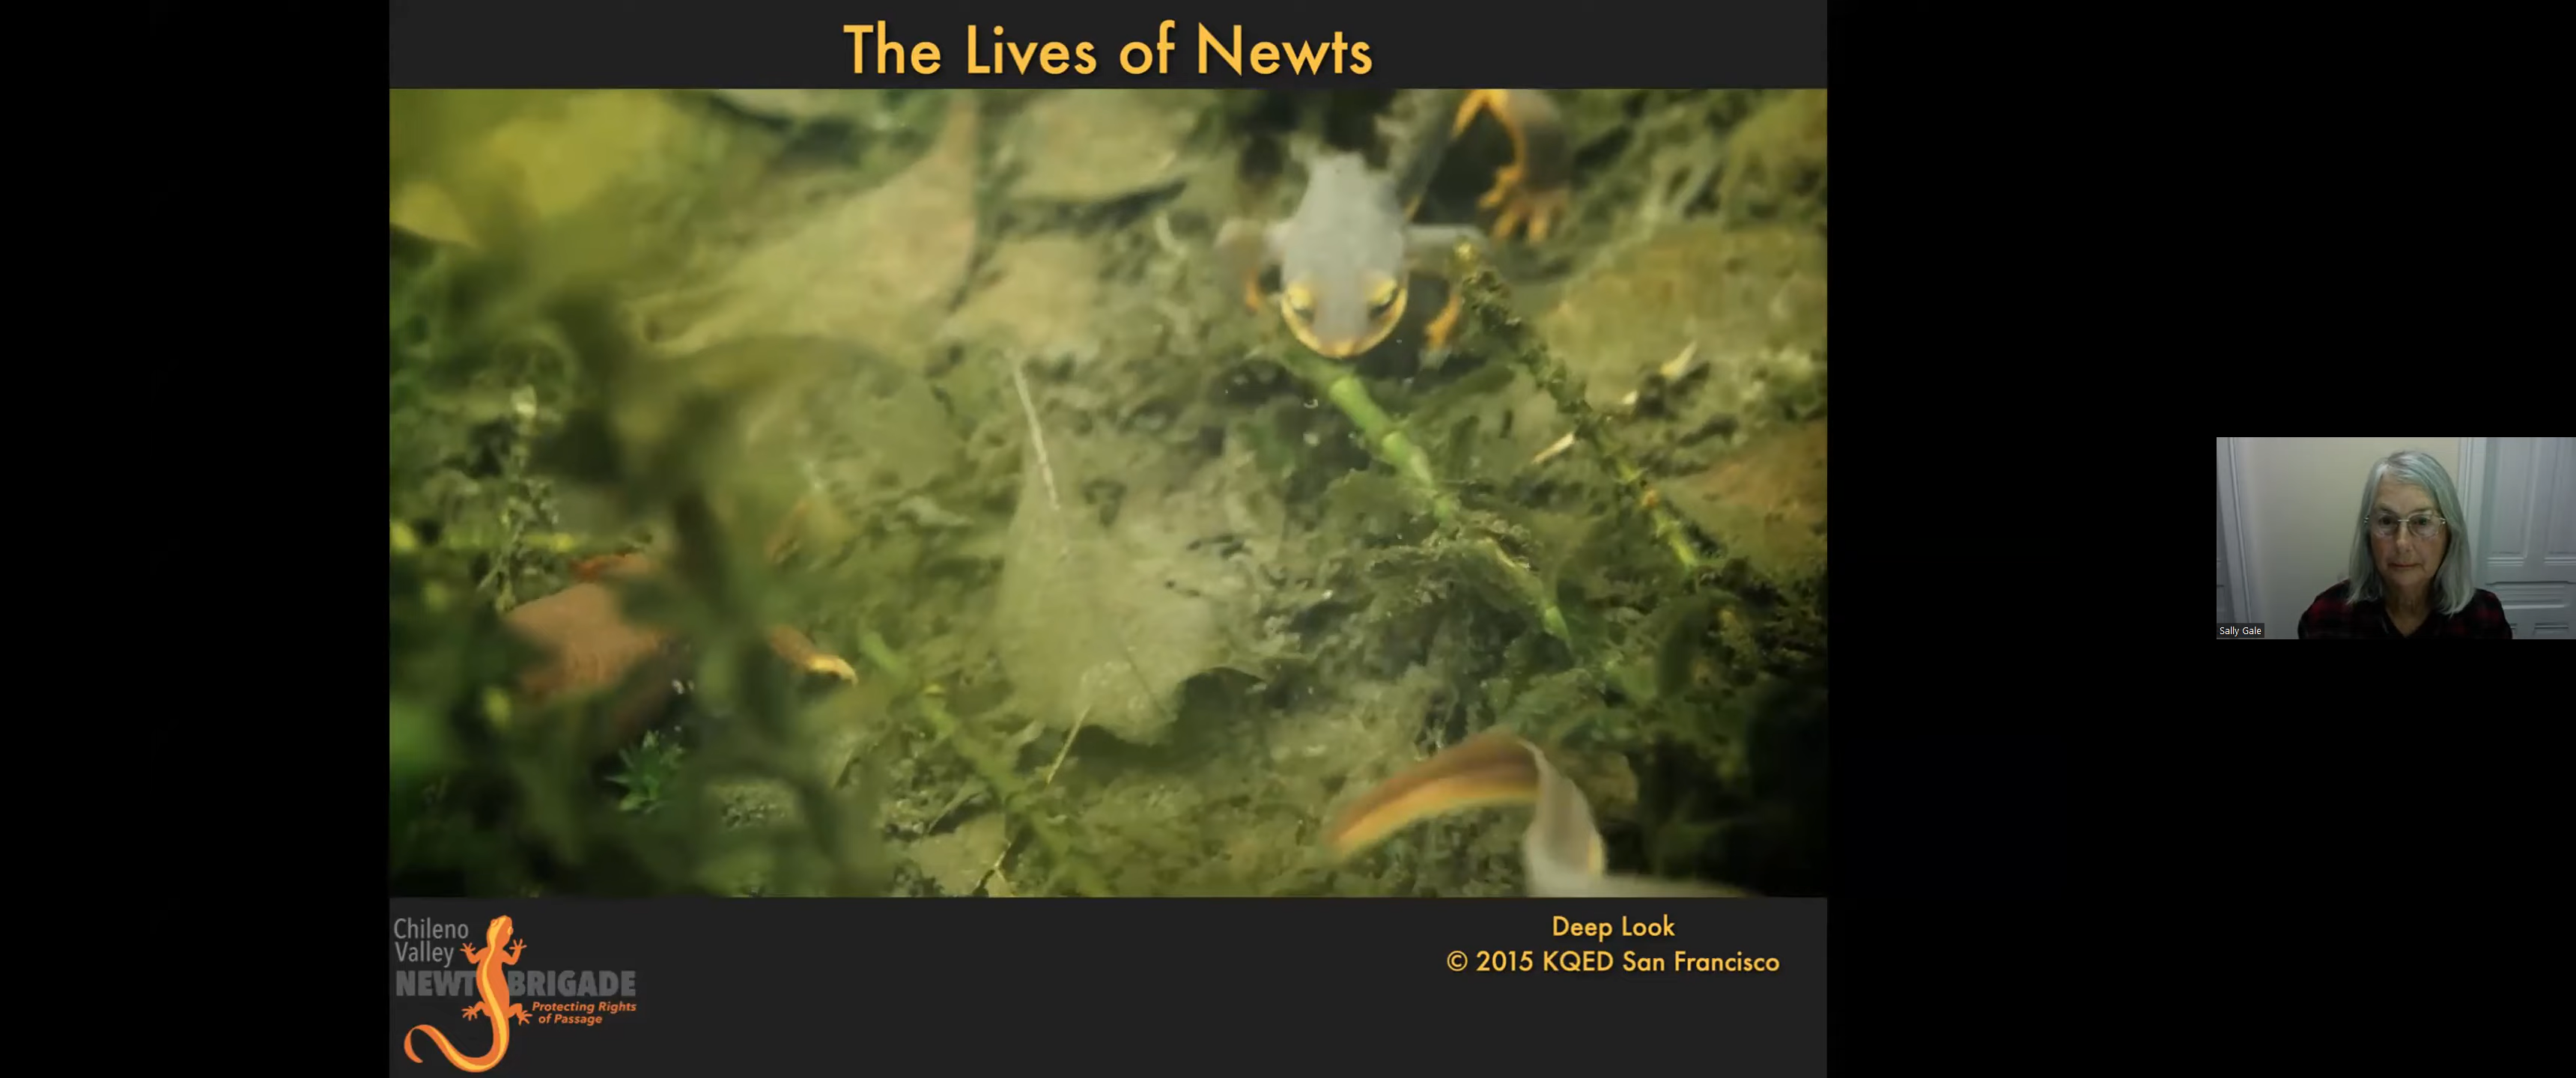 The Lives of Newts
Sally Gale
Chileno
Valley
NEWT BRIGADE
Protecting Rights
of Passage
Deep Look
© 2015 KQED San Francisco